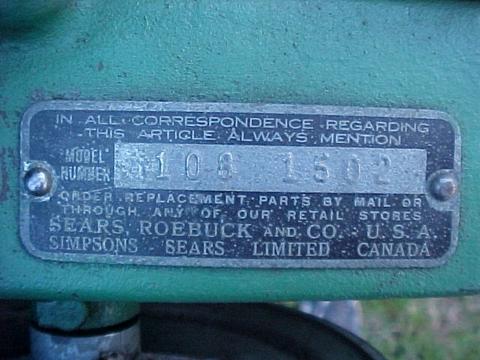 IN ALL CORRESPONDENCE REGARDING
THIS ARTICLE ALWAYS MENTION
MODEL NUMBER 108 1502
ORDER REPLACEMENT PARTS BY MAIL OR
THROUGH ANY OF OUR RETAIL STORES
SEARS, ROEBUCK AND CO. - U.S.A.
SIMPSONS SEARS LIMITED CANADA